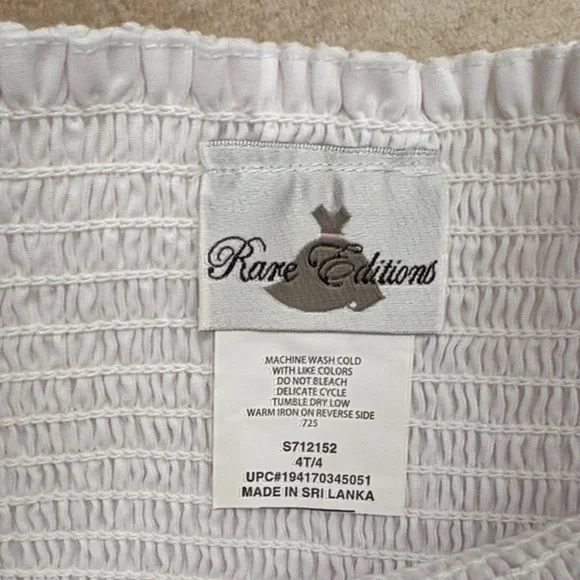 Rare Editions
MACHINE WASH COLD
WITH LIKE COLORS
DO NOT BLEACH
DELICATE CYCLE
TUMBLE DRY LOW
WARM IRON ON REVERSE SIDE
725
S712152
4T/4
UPC#194170345051
MADE IN SRI LANKA